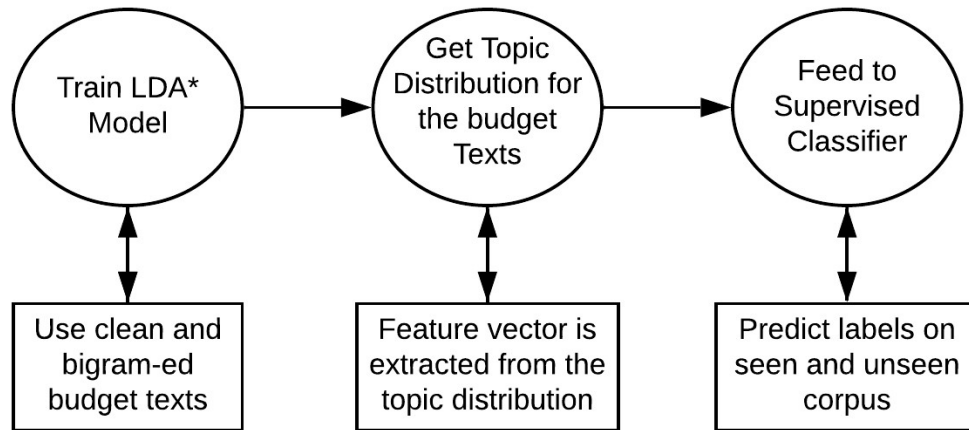 Train LDA*
Model
Get Topic
Distribution for
the budget
Texts
Feed to
Supervised
Classifier
Use clean and
bigram-ed
budget texts
Feature vector is
extracted from the
topic distribution
Predict labels on
seen and unseen
corpus